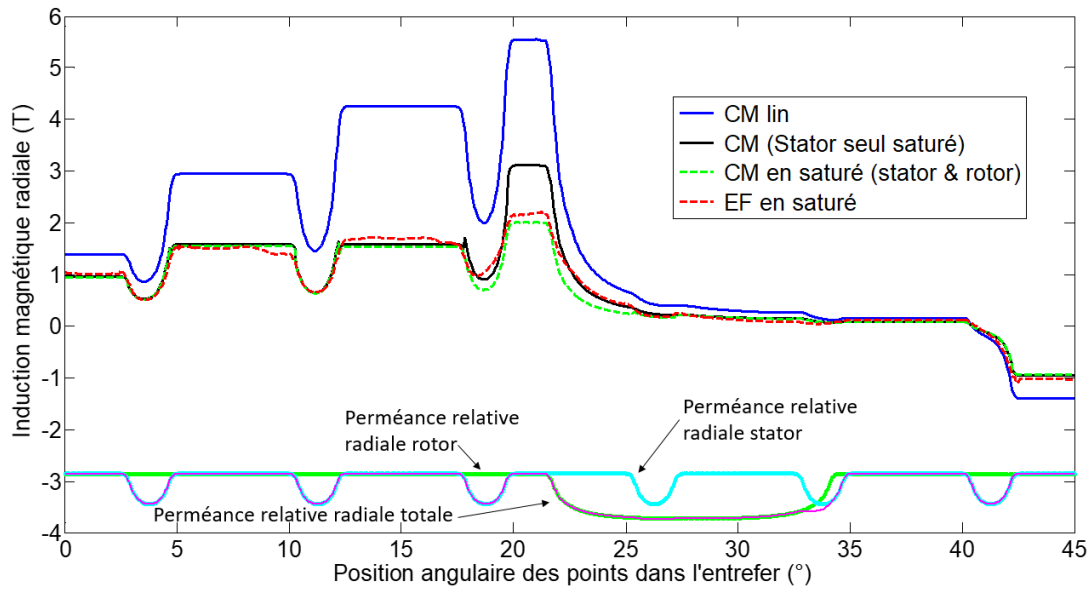 6
5
4
3
2
1
0
-1
-2
-3
-4
Induction magnétique radiale (T)
CM lin
CM (Stator seul saturé)
CM en saturé (stator & rotor)
EF en saturé
Perméance relative
radiale rotor
Perméance relative
radiale stator
Perméance relative radiale totale
0
5
10
15
20
25
30
35
40
45
Position angulaire des points dans l'entrefer (°)